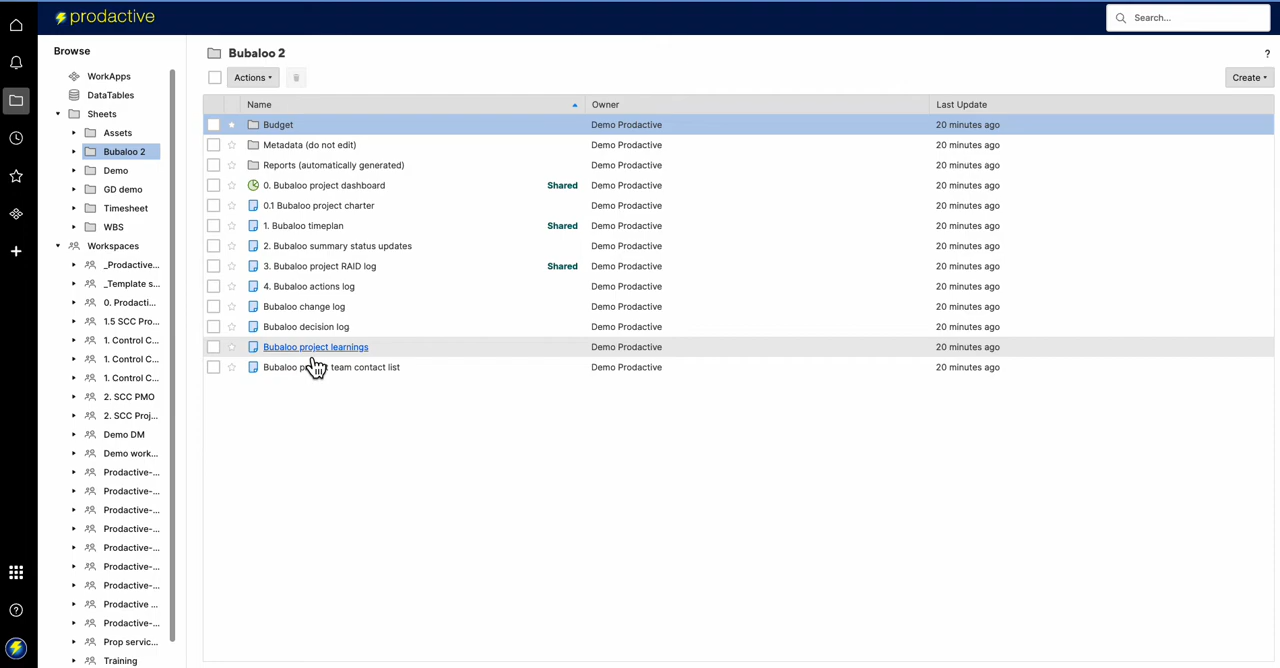 prodactive
Search...
Browse
WorkApps
DataTables
Sheets
Assets
Bubaloo 2
Demo
GD demo
Timesheet
WBS
Workspaces
_Prodactive...
_Template s...
0. Prodacti...
1.5 SCC Pro...
1. Control C...
1. Control C...
1. Control C...
2. SCC PMO
2. SCC Proj...
Demo DM
Demo work...
Prodactive-...
Prodactive-...
Prodactive-...
Prodactive-...
Prodactive-...
Prodactive-...
Prodactive-...
Prodactive ...
Prodactive-...
Prop servic...
Training
Bubaloo 2
?
Actions
Create
Name Owner Last Update
Budget Demo Prodactive 20 minutes ago
Metadata (do not edit) Demo Prodactive 20 minutes ago
Reports (automatically generated) Demo Prodactive 20 minutes ago
0. Bubaloo project dashboard Shared Demo Prodactive 20 minutes ago
0.1 Bubaloo project charter Demo Prodactive 20 minutes ago
1. Bubaloo timeplan Shared Demo Prodactive 20 minutes ago
2. Bubaloo summary status updates Demo Prodactive 20 minutes ago
3. Bubaloo project RAID log Shared Demo Prodactive 20 minutes ago
4. Bubaloo actions log Demo Prodactive 20 minutes ago
Bubaloo change log Demo Prodactive 20 minutes ago
Bubaloo decision log Demo Prodactive 20 minutes ago
Bubaloo project learnings Demo Prodactive 20 minutes ago
Bubaloo team contact list Demo Prodactive 20 minutes ago